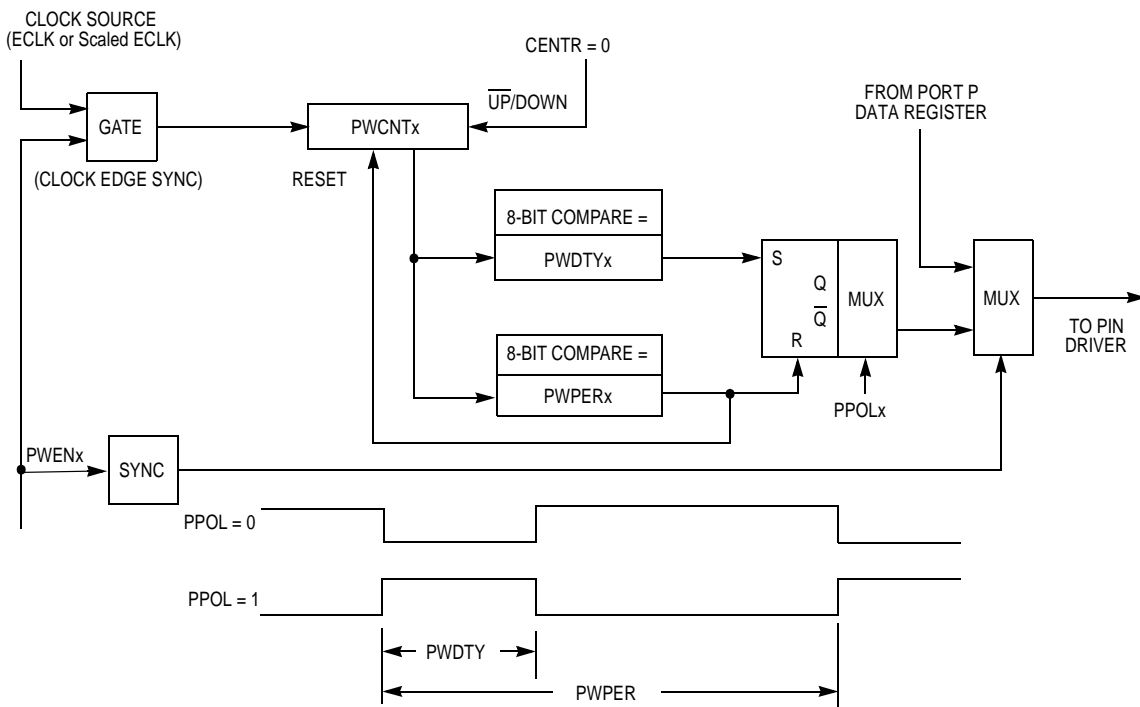 CLOCK SOURCE
(ECLK or Scaled ECLK)
CENTR = 0
U̅P̅/DOWN
FROM PORT P
DATA REGISTER
GATE
PWCNTx
(CLOCK EDGE SYNC)
RESET
8-BIT COMPARE =
PWDTYx
S
Q
Q̅
R
MUX
MUX
TO PIN
DRIVER
8-BIT COMPARE =
PWPERx
PPOLx
PWENx
SYNC
PPOL = 0
PPOL = 1
PWDTY
PWPER